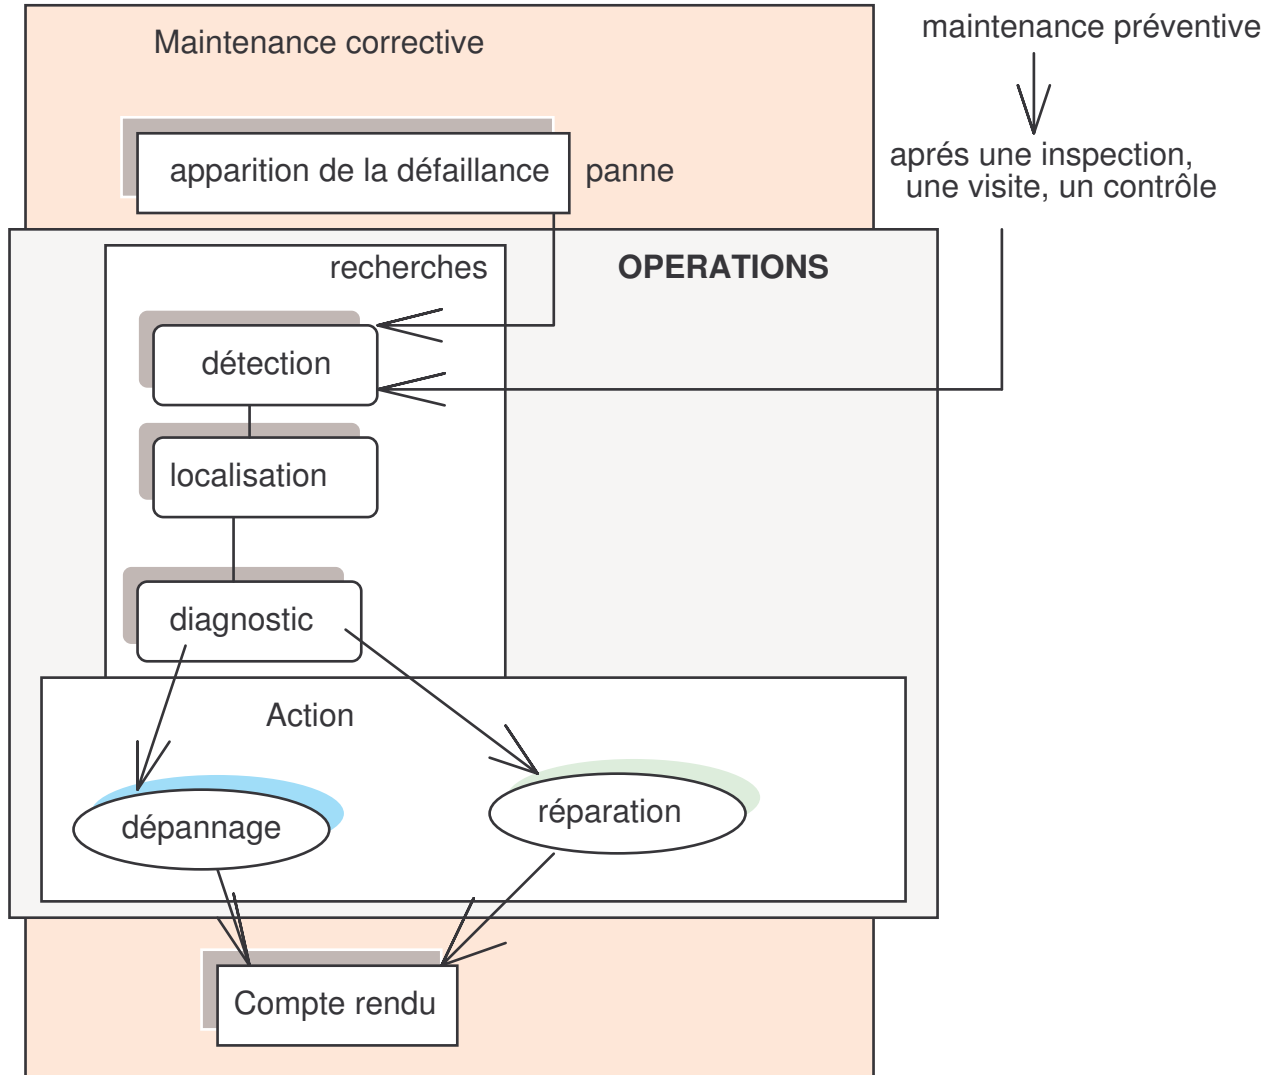 Maintenance corrective
maintenance préventive
aprés une inspection,
une visite, un contrôle
apparition de la défaillance
panne
recherches
OPERATIONS
détection
localisation
diagnostic
Action
dépannage
réparation
Compte rendu